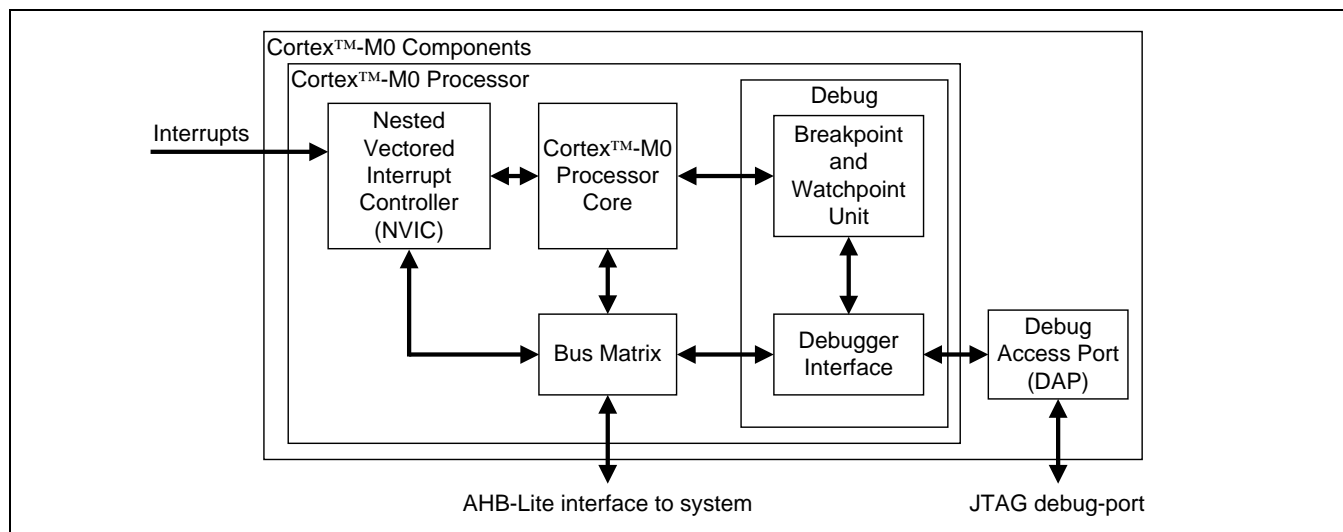 Cortex™-M0 Components
Cortex™-M0 Processor
Debug
Interrupts
Nested
Vectored
Interrupt
Controller
(NVIC)
Cortex™-M0
Processor
Core
Breakpoint
and
Watchpoint
Unit
Bus Matrix
Debugger
Interface
Debug
Access Port
(DAP)
AHB-Lite interface to system
JTAG debug-port